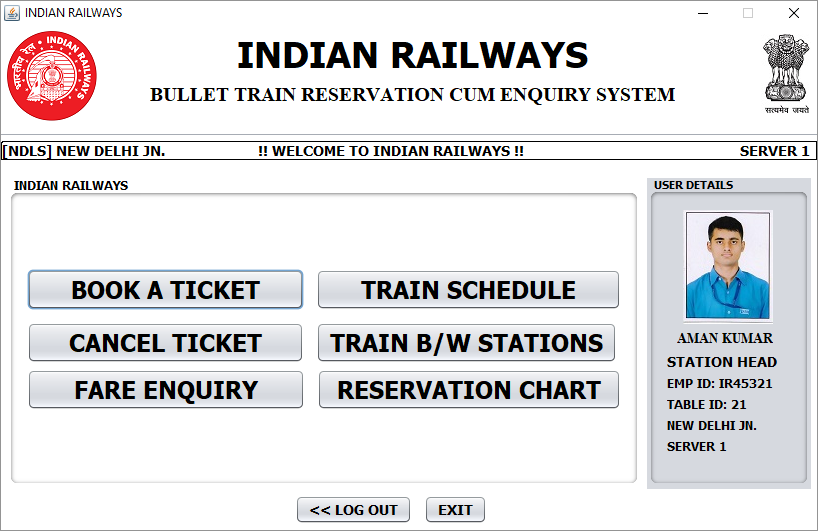 INDIAN RAILWAYS
भारतीय रेल INDIAN RAILWAYS
INDIAN RAILWAYS
BULLET TRAIN RESERVATION CUM ENQUIRY SYSTEM
सत्यमेव जयते
[NDLS] NEW DELHI JN. !! WELCOME TO INDIAN RAILWAYS !! SERVER 1
INDIAN RAILWAYS
USER DETAILS
BOOK A TICKET TRAIN SCHEDULE
CANCEL TICKET TRAIN B/W STATIONS
FARE ENQUIRY RESERVATION CHART
AMAN KUMAR
STATION HEAD
EMP ID: IR45321
TABLE ID: 21
NEW DELHI JN.
SERVER 1
<< LOG OUT EXIT